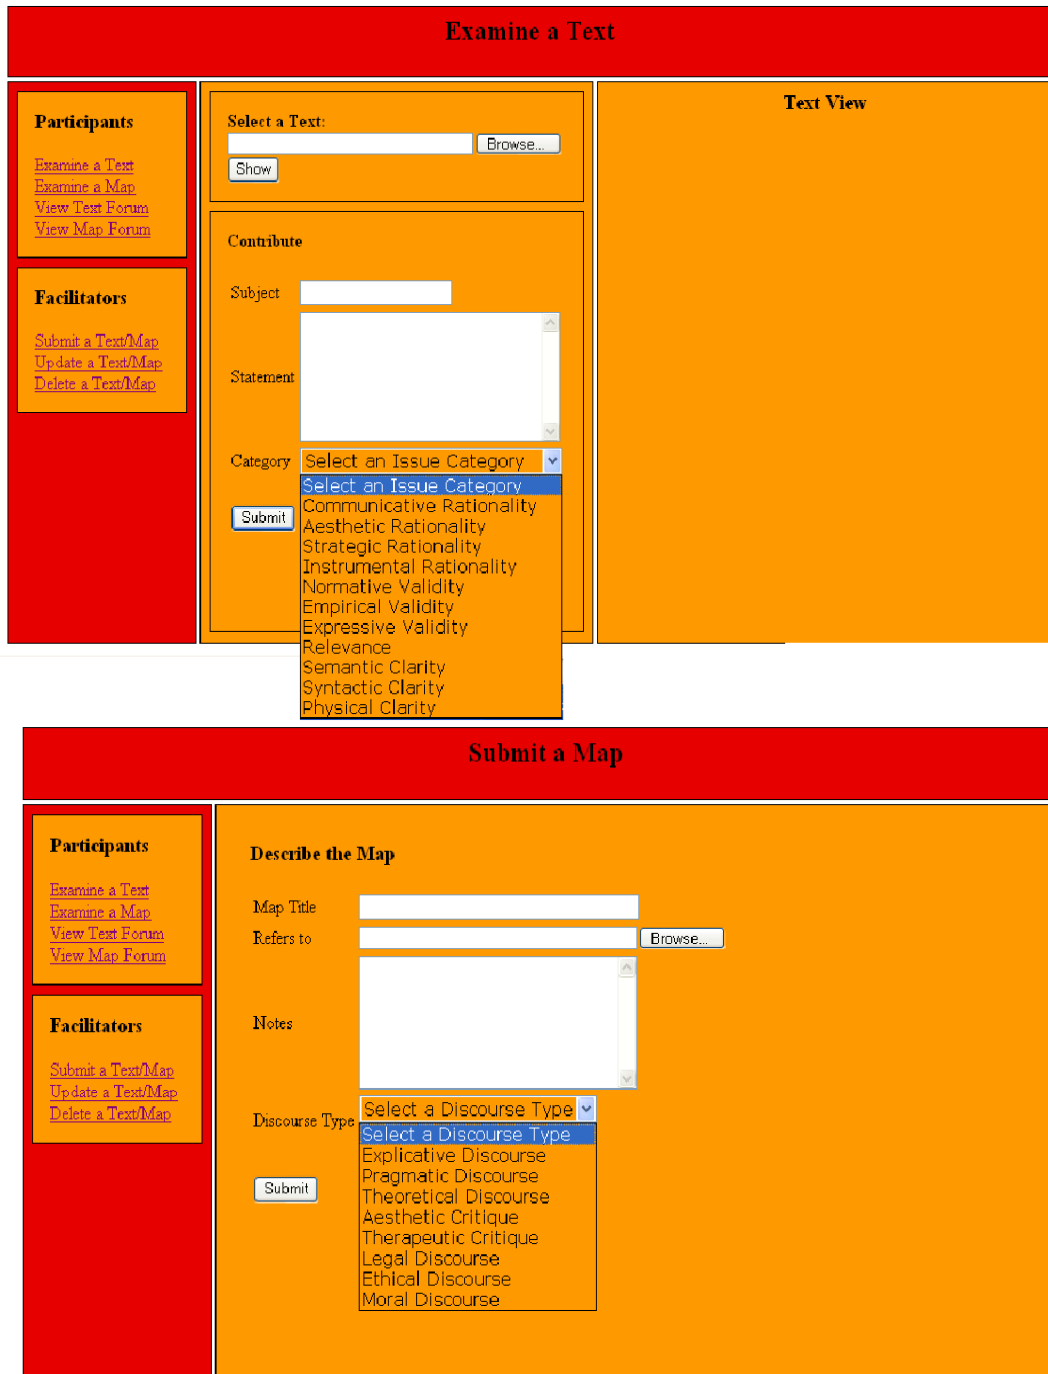 Examine a Text
Participants
Examine a Text
Examine a Map
View Text Forum
View Map Forum
Facilitators
Submit a Text/Map
Update a Text/Map
Delete a Text/Map
Select a Text:
Browse...
Show
Contribute
Subject
Statement
Category Select an Issue Category
Select an Issue Category
Communicative Rationality
Aesthetic Rationality
Strategic Rationality
Instrumental Rationality
Normative Validity
Empirical Validity
Expressive Validity
Relevance
Semantic Clarity
Syntactic Clarity
Physical Clarity
Submit
Text View
Submit a Map
Participants
Examine a Text
Examine a Map
View Text Forum
View Map Forum
Facilitators
Submit a Text/Map
Update a Text/Map
Delete a Text/Map
Describe the Map
Map Title
Refers to Browse...
Notes
Discourse Type Select a Discourse Type
Select a Discourse Type
Explicative Discourse
Pragmatic Discourse
Theoretical Discourse
Aesthetic Critique
Therapeutic Critique
Legal Discourse
Ethical Discourse
Moral Discourse
Submit